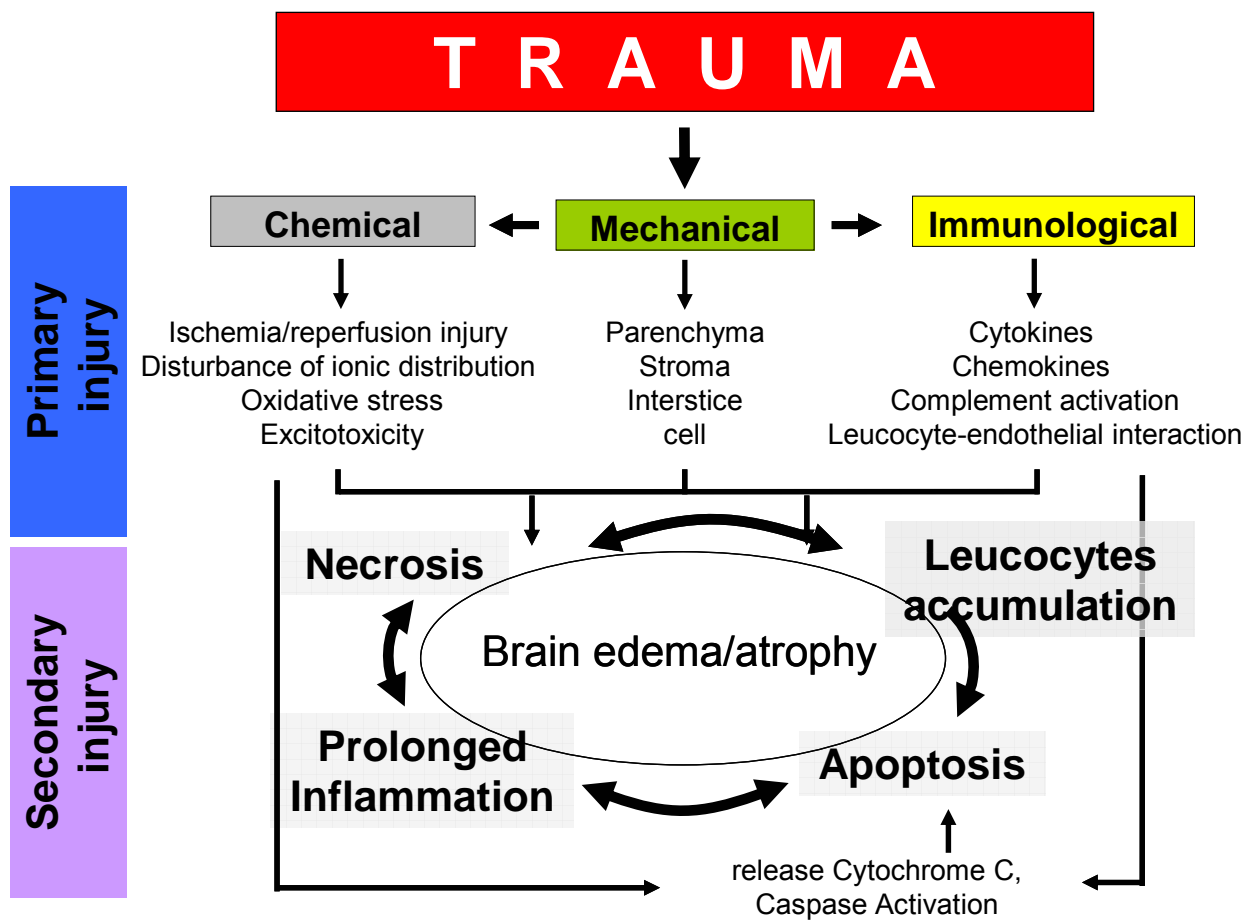 T R A U M A
Primary
injury
Chemical
Mechanical
Immunological
Ischemia/reperfusion injury
Disturbance of ionic distribution
Oxidative stress
Excitotoxicity
Parenchyma
Stroma
Interstice
cell
Cytokines
Chemokines
Complement activation
Leucocyte-endothelial interaction
Secondary
injury
Necrosis
Leucocytes
accumulation
Brain edema/atrophy
Prolonged
Inflammation
Apoptosis
release Cytochrome C,
Caspase Activation